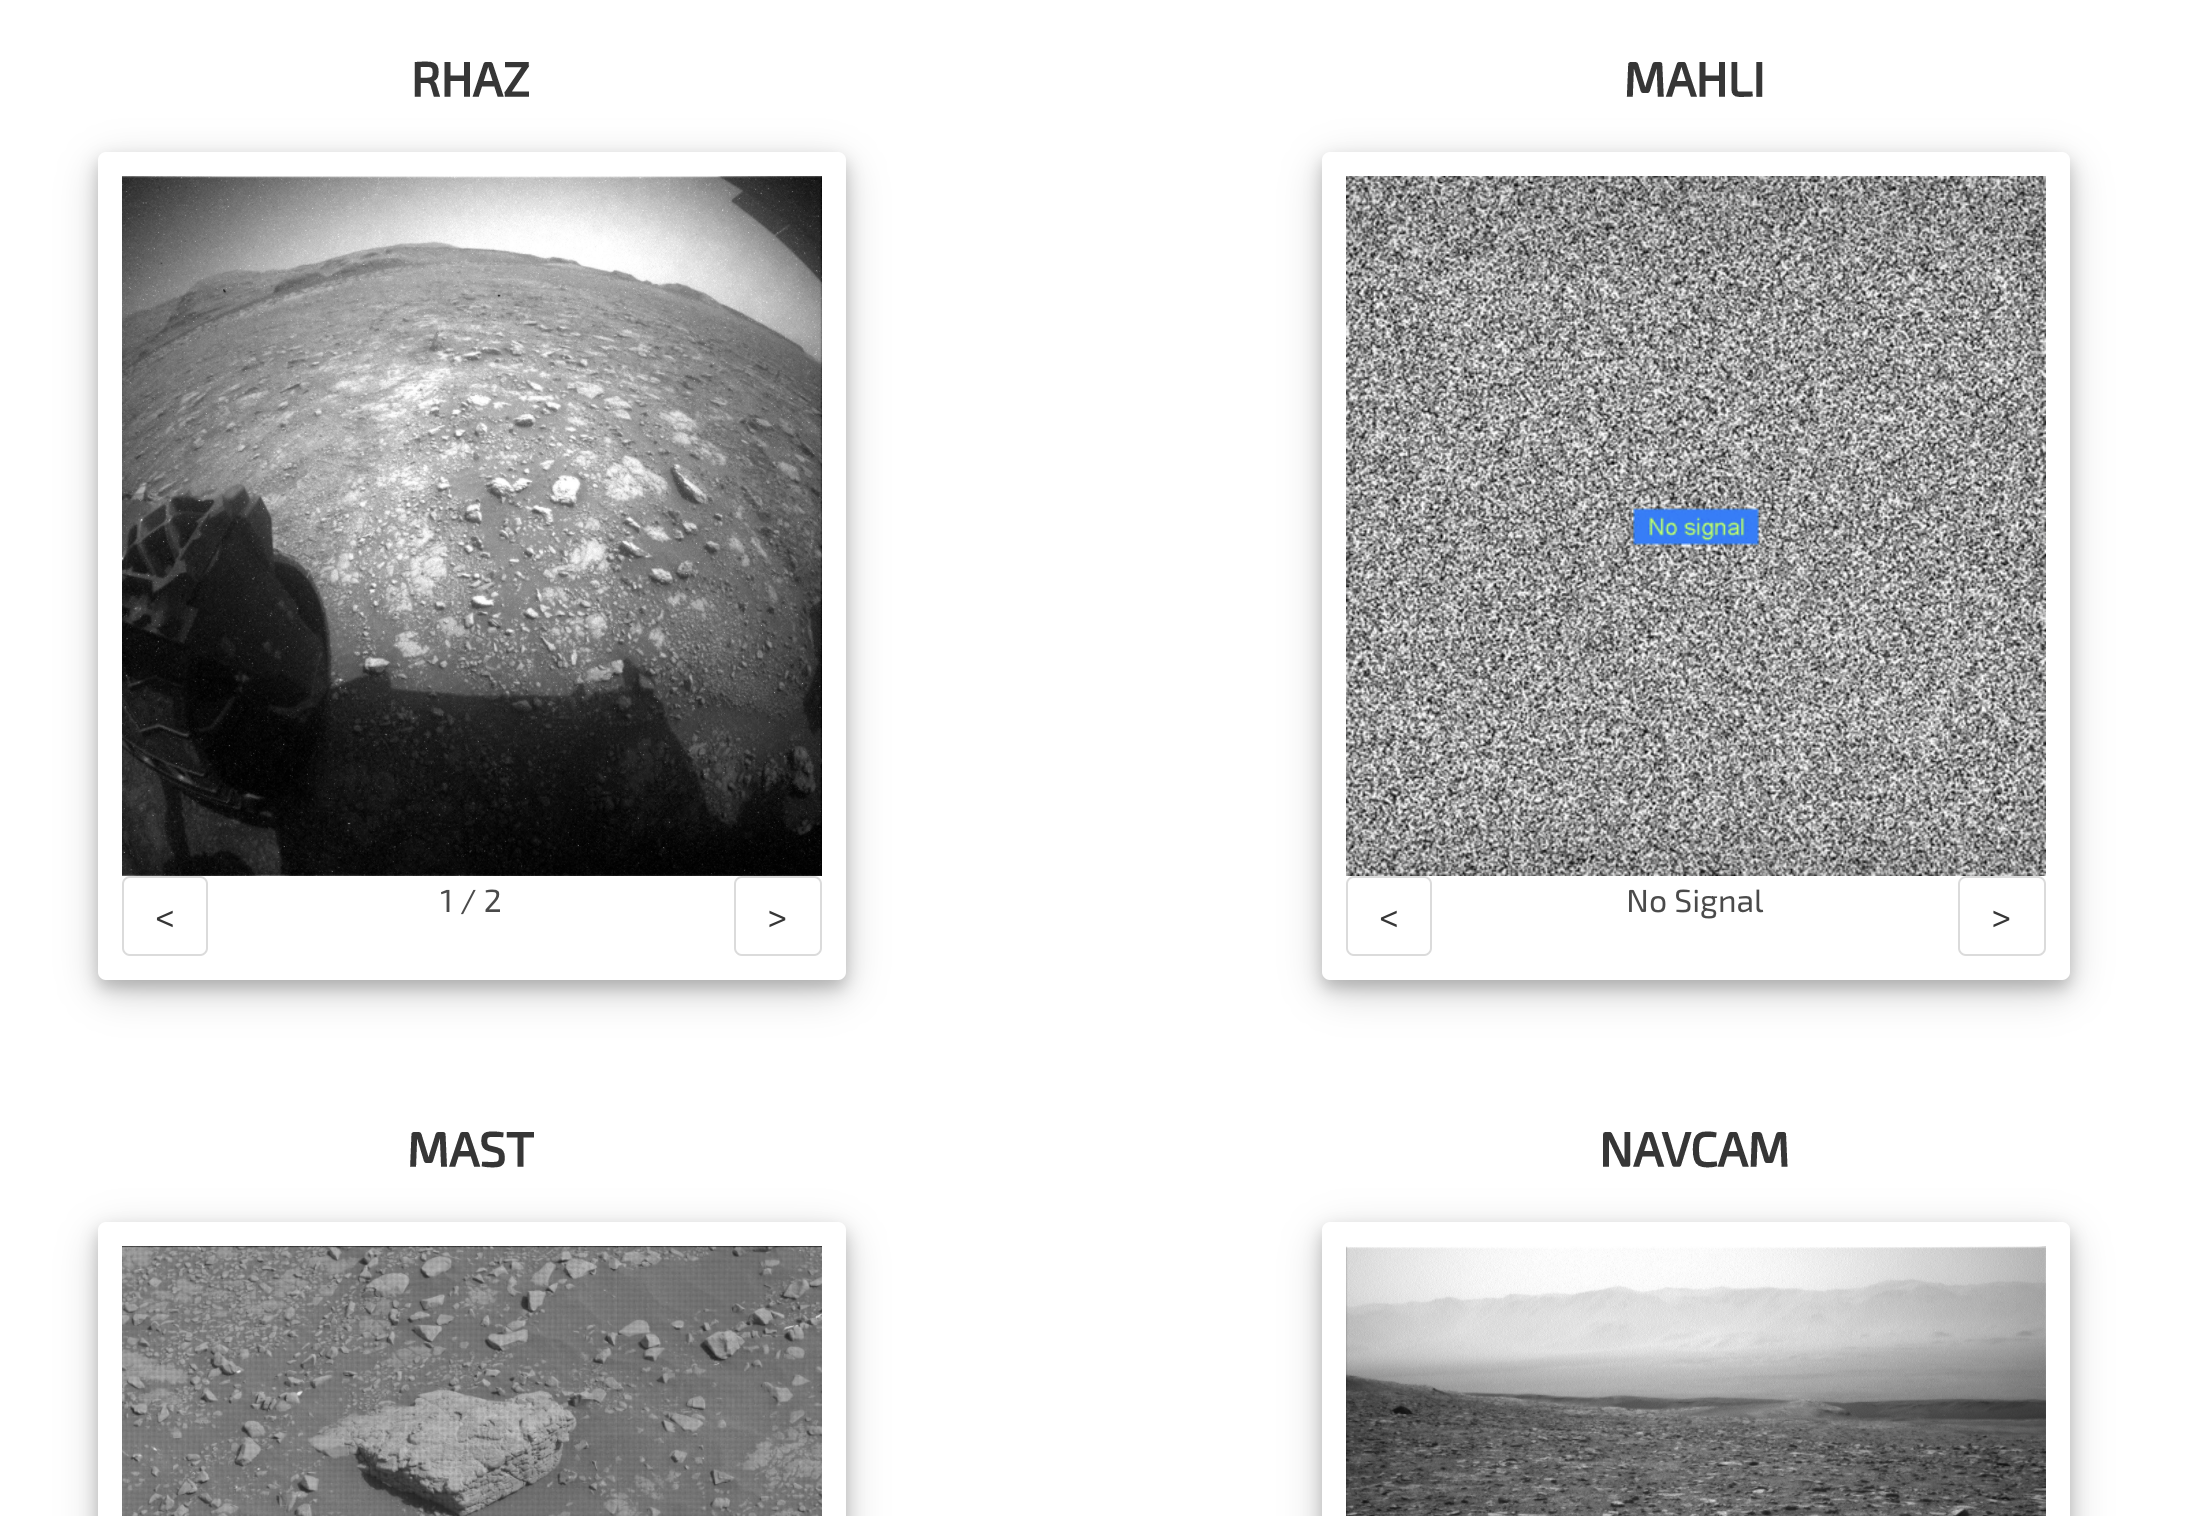 RHAZ
MAHLI
No signal
< 1 / 2 >
< No Signal >
MAST
NAVCAM